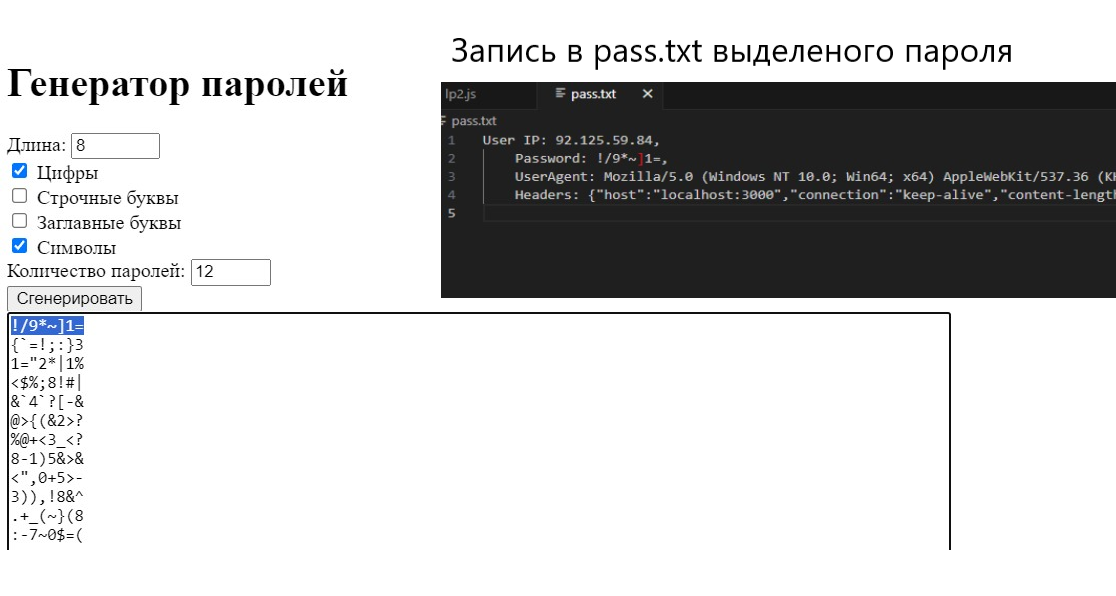 Запись в pass.txt выделеного пароля
Генератор паролей
Длина: 8
Цифры
Строчные буквы
Заглавные буквы
Символы
Количество паролей: 12
Сгенерировать
!/9*~]1=
{`=!;:}3
1="2*|1%
<$%;8!#|
&`4`?[-&
@>{(&2>?
%@+<3_<?
8-1)5&>&
<",0+5>-
3)),!8&^
.+_(~}(8
:-7~0$=(
lp2.js
pass.txt
pass.txt
1 User IP: 92.125.59.84,
2 Password: !/9*~]1=,
3 UserAgent: Mozilla/5.0 (Windows NT 10.0; Win64; x64) AppleWebKit/537.36 (KH
4 Headers: {"host":"localhost:3000","connection":"keep-alive","content-length
5